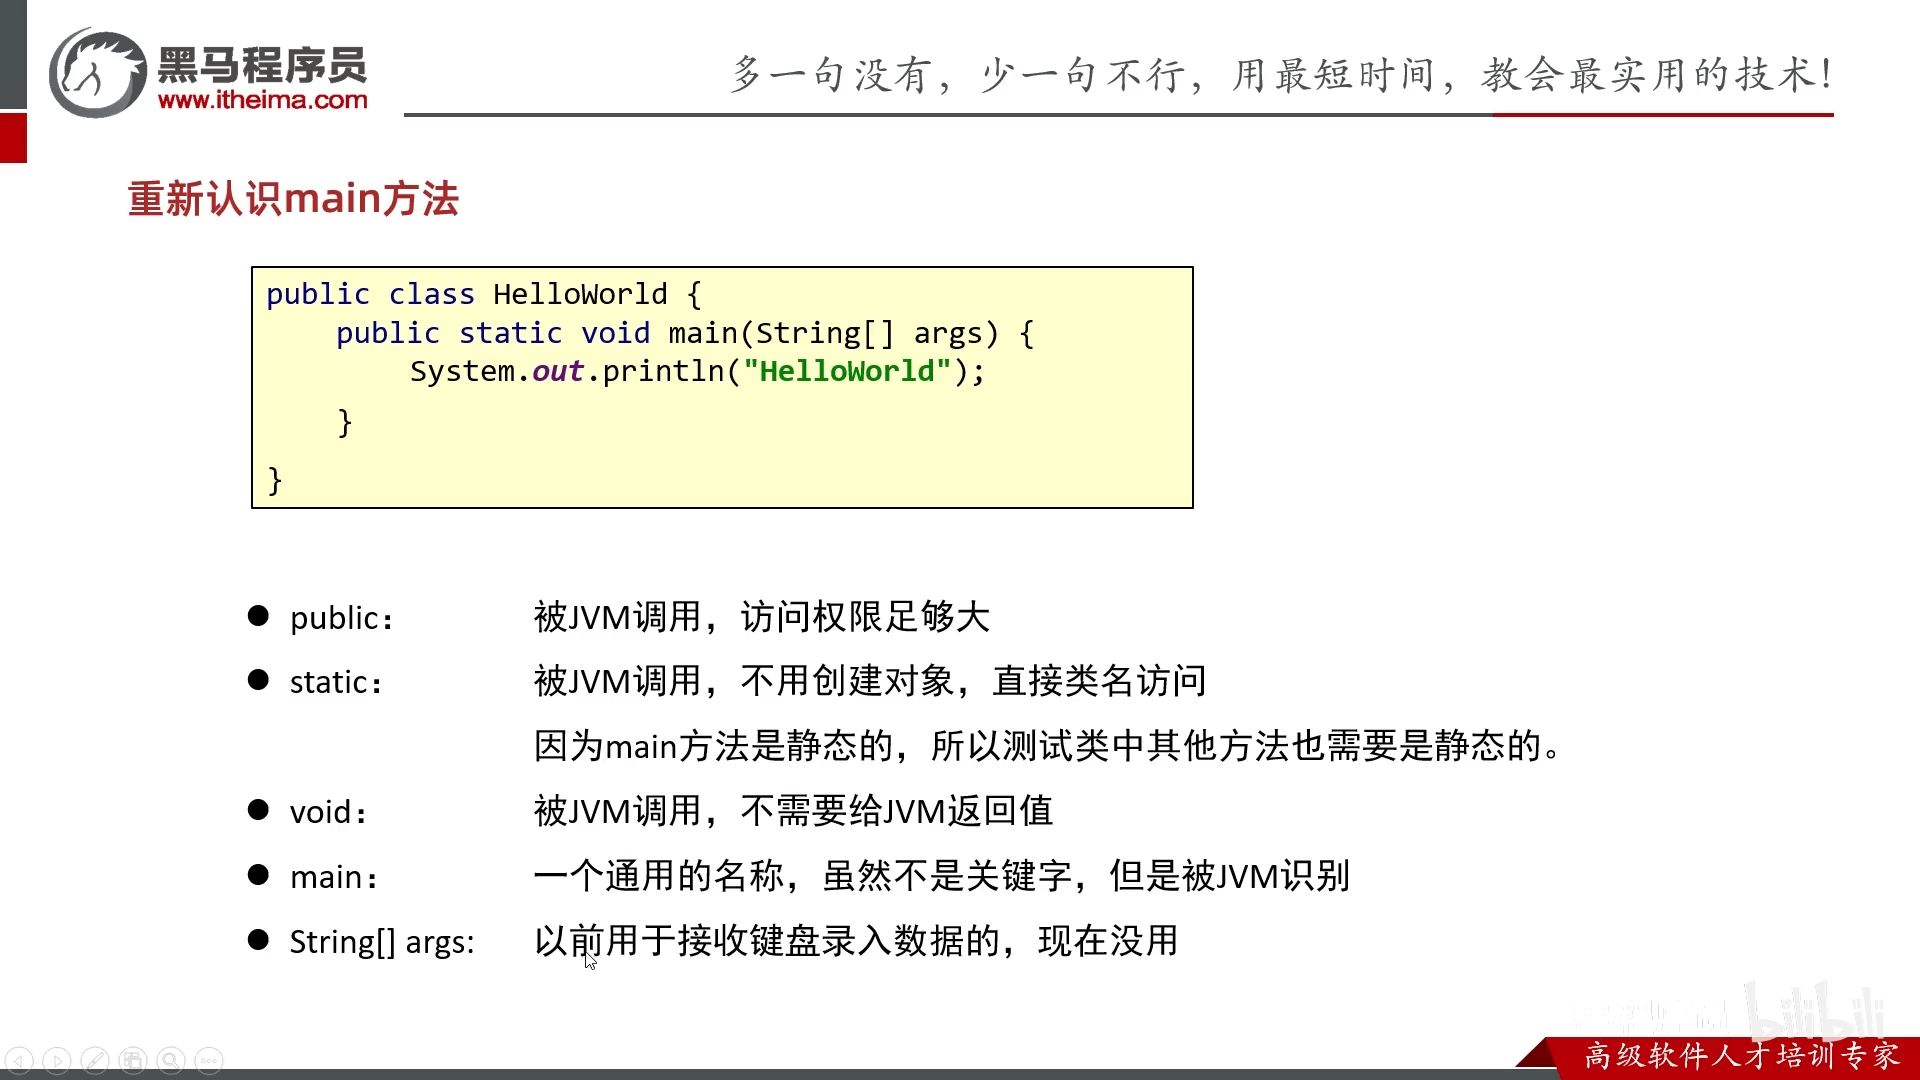 黑马程序员
www.itheima.com
多一句没有，少一句不行，用最短时间，教会最实用的技术！
重新认识main方法
public class HelloWorld {
public static void main(String[] args) {
System.out.println("HelloWorld");
}
}
● public： 被JVM调用，访问权限足够大
● static： 被JVM调用，不用创建对象，直接类名访问
因为main方法是静态的，所以测试类中其他方法也需要是静态的。
● void： 被JVM调用，不需要给JVM返回值
● main： 一个通用的名称，虽然不是关键字，但是被JVM识别
● String[] args: 以前用于接收键盘录入数据的，现在没用
bilibili
高级软件人才培训专家